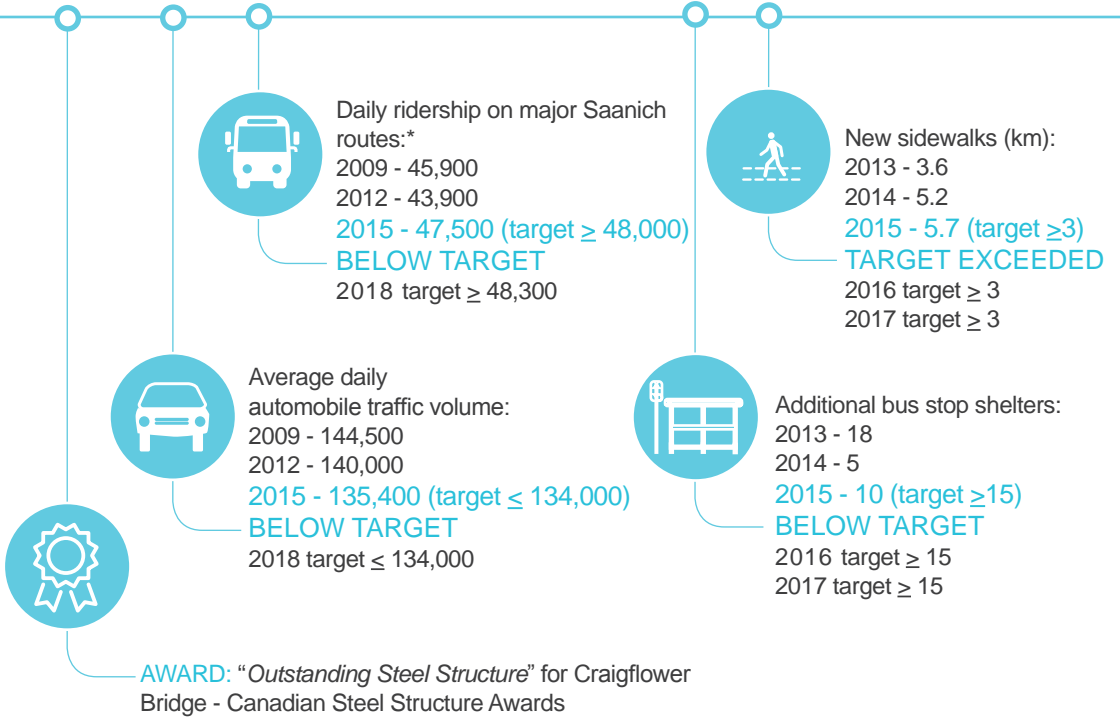 Daily ridership on major Saanich
routes:*
2009 - 45,900
2012 - 43,900
2015 - 47,500 (target ≥ 48,000)
BELOW TARGET
2018 target ≥ 48,300
New sidewalks (km):
2013 - 3.6
2014 - 5.2
2015 - 5.7 (target ≥3)
TARGET EXCEEDED
2016 target ≥ 3
2017 target ≥ 3
Average daily
automobile traffic volume:
2009 - 144,500
2012 - 140,000
2015 - 135,400 (target ≤ 134,000)
BELOW TARGET
2018 target ≤ 134,000
Additional bus stop shelters:
2013 - 18
2014 - 5
2015 - 10 (target ≥15)
BELOW TARGET
2016 target ≥ 15
2017 target ≥ 15
AWARD: “Outstanding Steel Structure” for Craigflower
Bridge - Canadian Steel Structure Awards